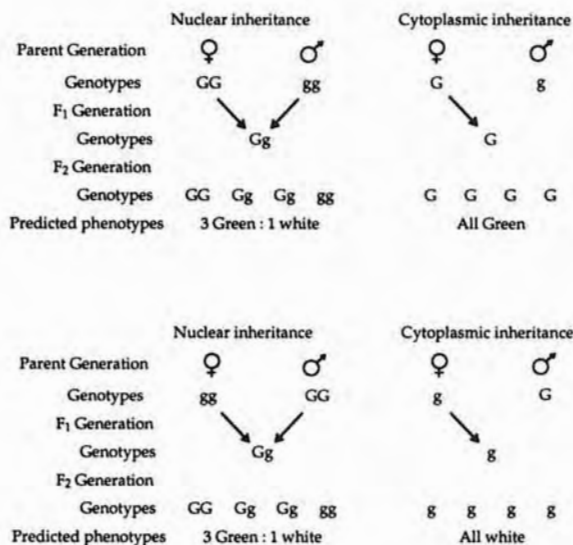 Nuclear inheritance Cytoplasmic inheritance
Parent Generation ♀ ♂ ♀ ♂
Genotypes GG gg G g
F₁ Generation
Genotypes Gg G
F₂ Generation
Genotypes GG Gg Gg gg G G G G
Predicted phenotypes 3 Green : 1 white All Green
Nuclear inheritance Cytoplasmic inheritance
Parent Generation ♀ ♂ ♀ ♂
Genotypes gg GG g G
F₁ Generation
Genotypes Gg g
F₂ Generation
Genotypes GG Gg Gg gg g g g g
Predicted phenotypes 3 Green : 1 white All white